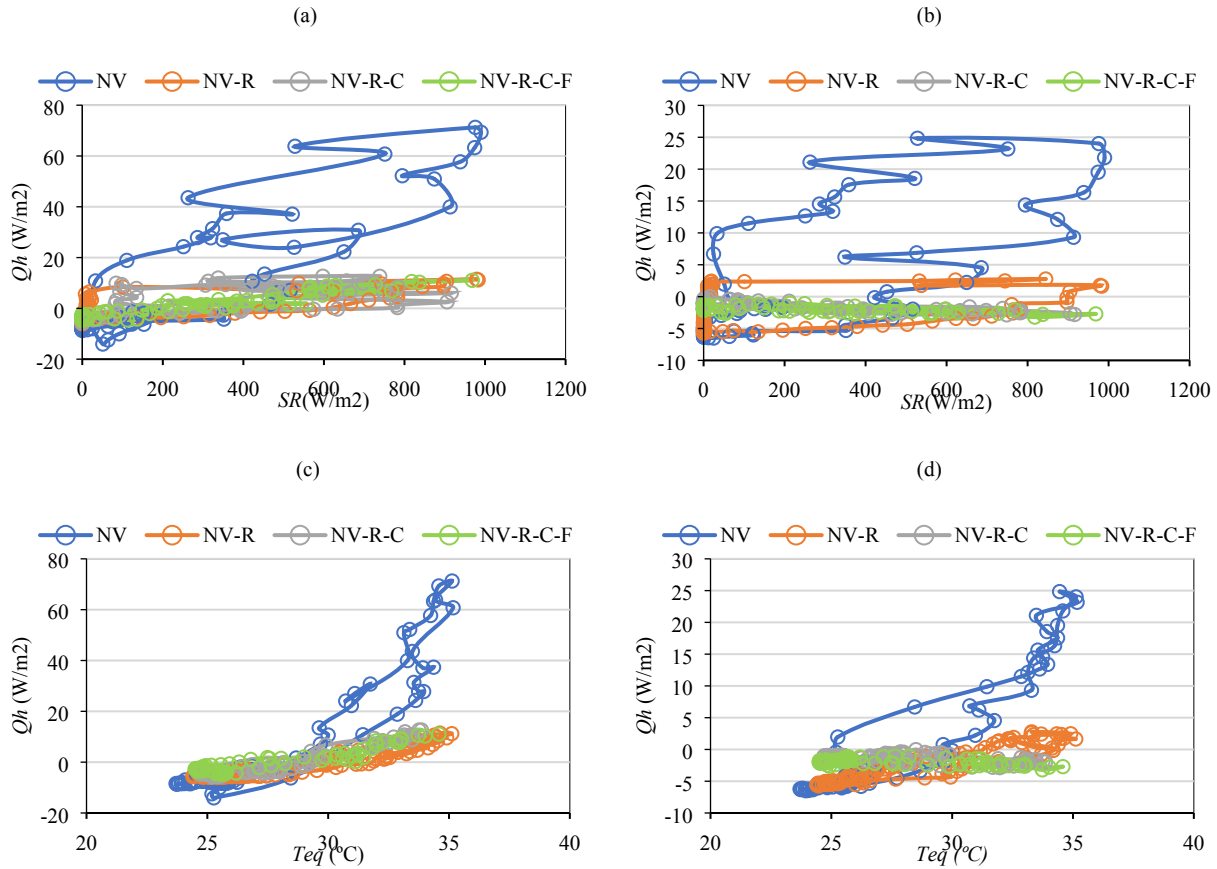 (a)
NV NV-R NV-R-C NV-R-C-F
80
60
40
20
0
-20
Qh (W/m2)
0 200 400 600 800 1000 1200
SR(W/m2)
(b)
NV NV-R NV-R-C NV-R-C-F
30
25
20
15
10
5
0
-5
-10
Qh (W/m2)
0 200 400 600 800 1000 1200
SR(W/m2)
(c)
NV NV-R NV-R-C NV-R-C-F
80
60
40
20
0
-20
Qh (W/m2)
20 25 30 35 40
Teq (ºC)
(d)
NV NV-R NV-R-C NV-R-C-F
30
25
20
15
10
5
0
-5
-10
Qh (W/m2)
20 25 30 35 40
Teq (ºC)